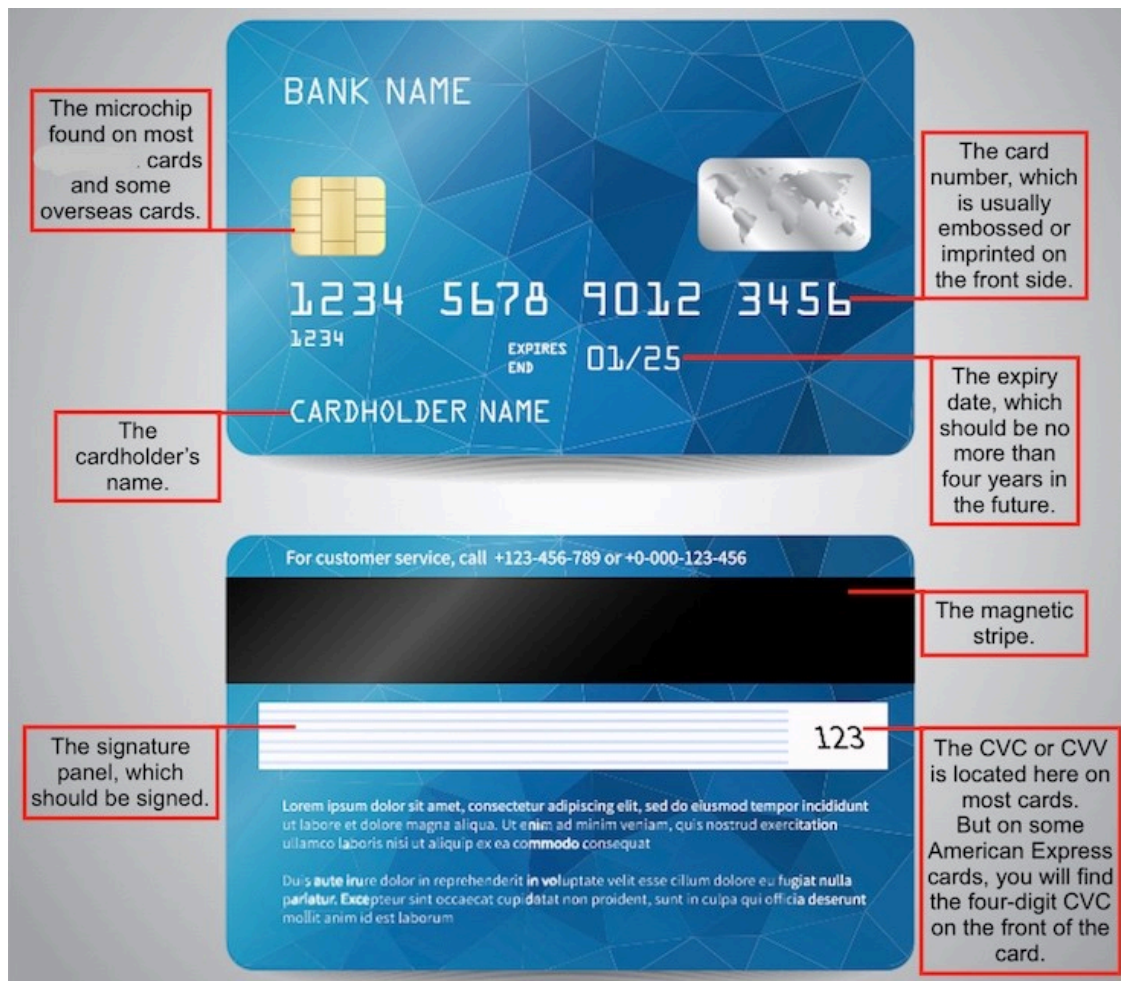 BANK NAME
The microchip
found on most
. cards
and some
overseas cards.
The card
number, which
is usually
embossed or
imprinted on
the front side.
1234 5678 9012 3456
1234
EXPIRES
END
01/25
The expiry
date, which
should be no
more than
four years in
the future.
CARDHOLDER NAME
The
cardholder's
name.
For customer service, call +123-456-789 or +0-000-123-456
The magnetic
stripe.
123
The signature
panel, which
should be signed.
The CVC or CVV
is located here on
most cards.
But on some
American Express
cards, you will find
the four-digit CVC
on the front of the
card.
Lorem ipsum dolor sit amet, consectetur adipiscing elit, sed do eiusmod tempor incididunt
ut labore et dolore magna aliqua. Ut enim ad minim veniam, quis nostrud exercitation
ullamco laboris nisi ut aliquip ex ea commodo consequat
Duis aute irure dolor in reprehenderit in voluptate velit esse cillum dolore eu fugiat nulla
pariatur. Excepteur sint occaecat cupidatat non proident, sunt in culpa qui officia deserunt
mollit anim id est laborum